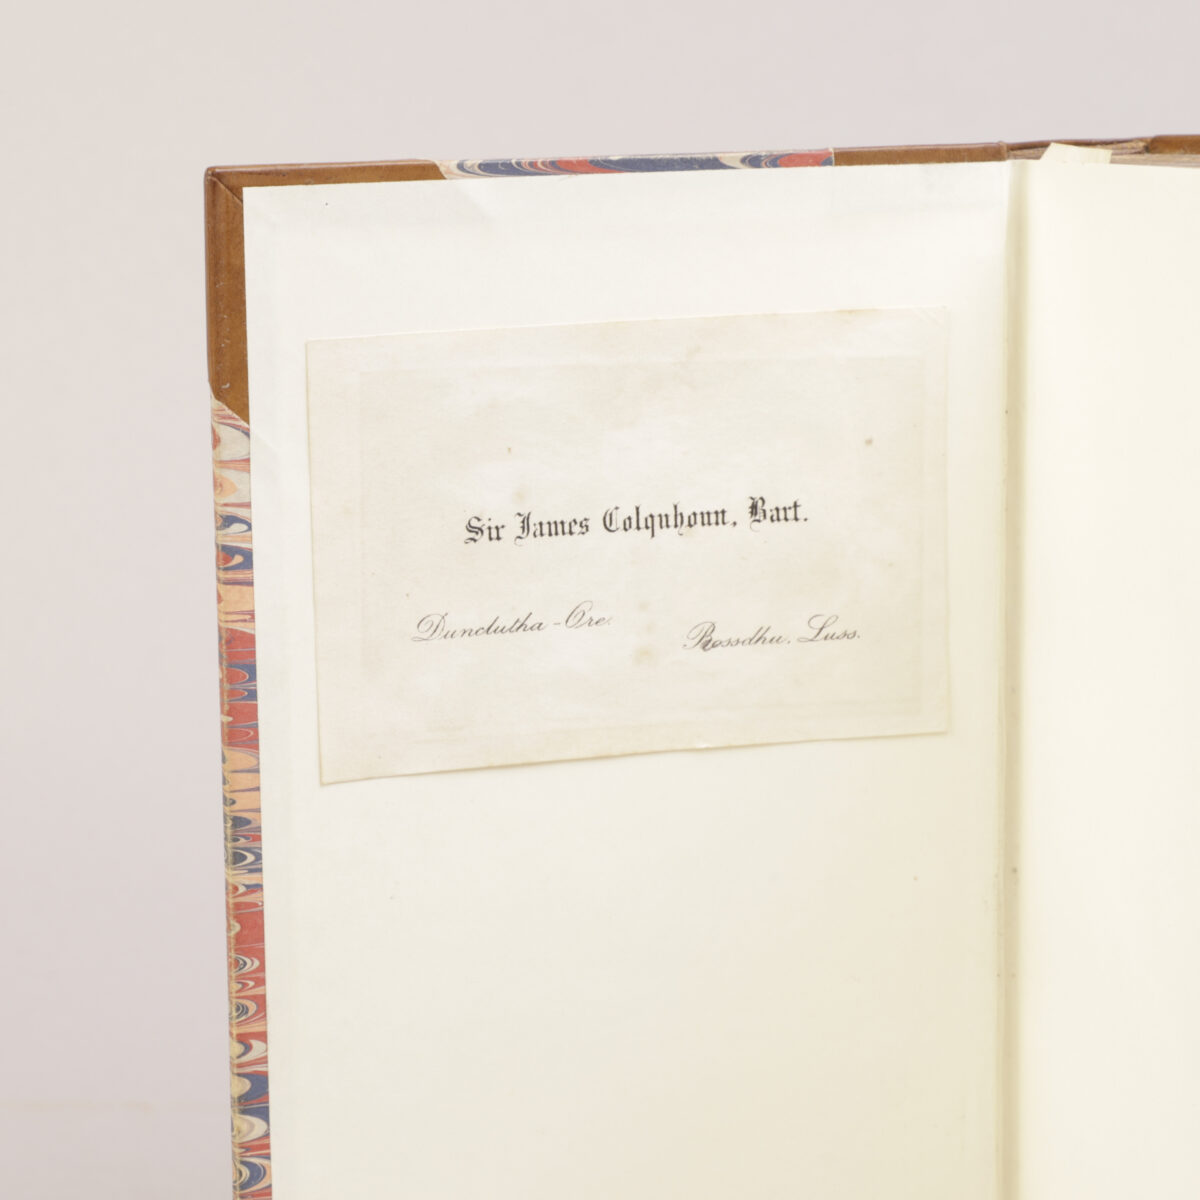 Sir James Colquhoun, Bart.
Dunclutha - Ore.
Rossdhu, Luss.